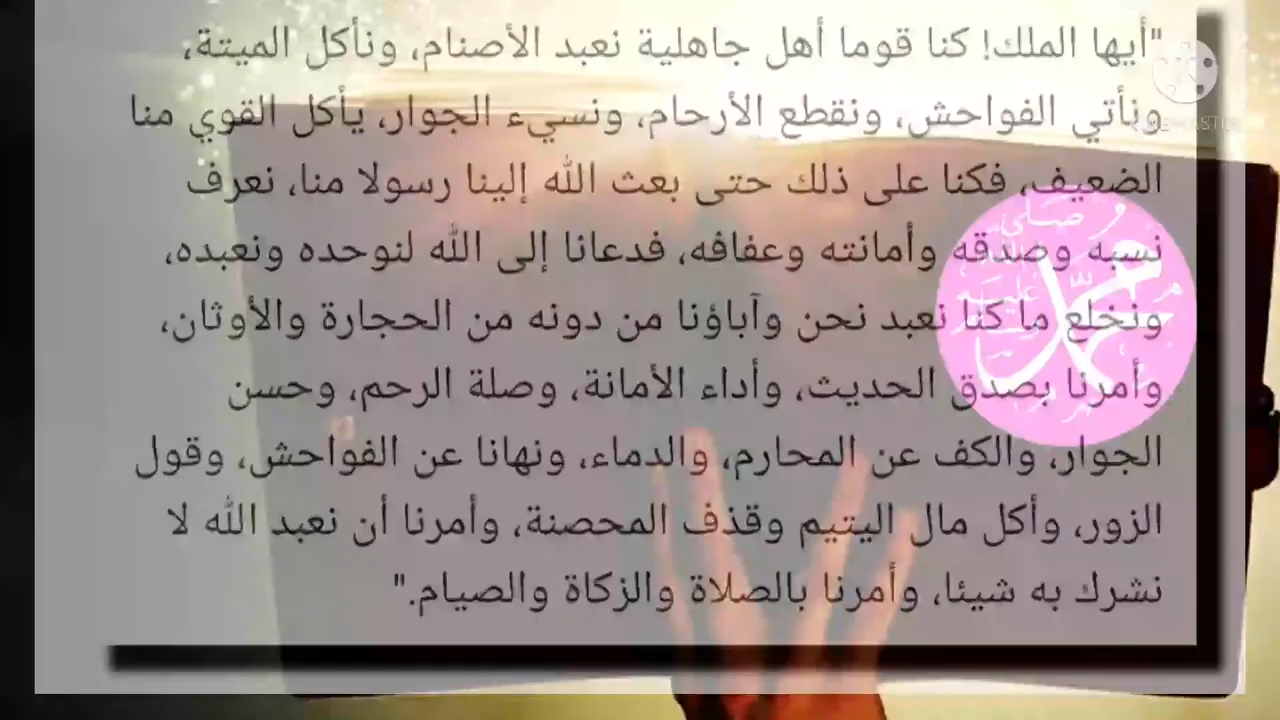 "أيها الملك! كنا قوما أهل جاهلية نعبد الأصنام، ونأكل الميتة،
ونأتي الفواحش، ونقطع الأرحام، ونسيء الجوار، يأكل القوي منا
الضعيف، فكنا على ذلك حتى بعث الله إلينا رسولا منا، نعرف
نسبه وصدقه وأمانته وعفافه، فدعانا إلى الله لنوحده ونعبده،
ونخلع ما كنا نعبد نحن وآباؤنا من دونه من الحجارة والأوثان،
وأمرنا بصدق الحديث، وأداء الأمانة، وصلة الرحم، وحسن
الجوار، والكف عن المحارم، والدماء، ونهانا عن الفواحش، وقول
الزور، وأكل مال اليتيم وقذف المحصنة، وأمرنا أن نعبد الله لا
نشرك به شيئا، وأمرنا بالصلاة والزكاة والصيام."
صلى
محمد
عليه